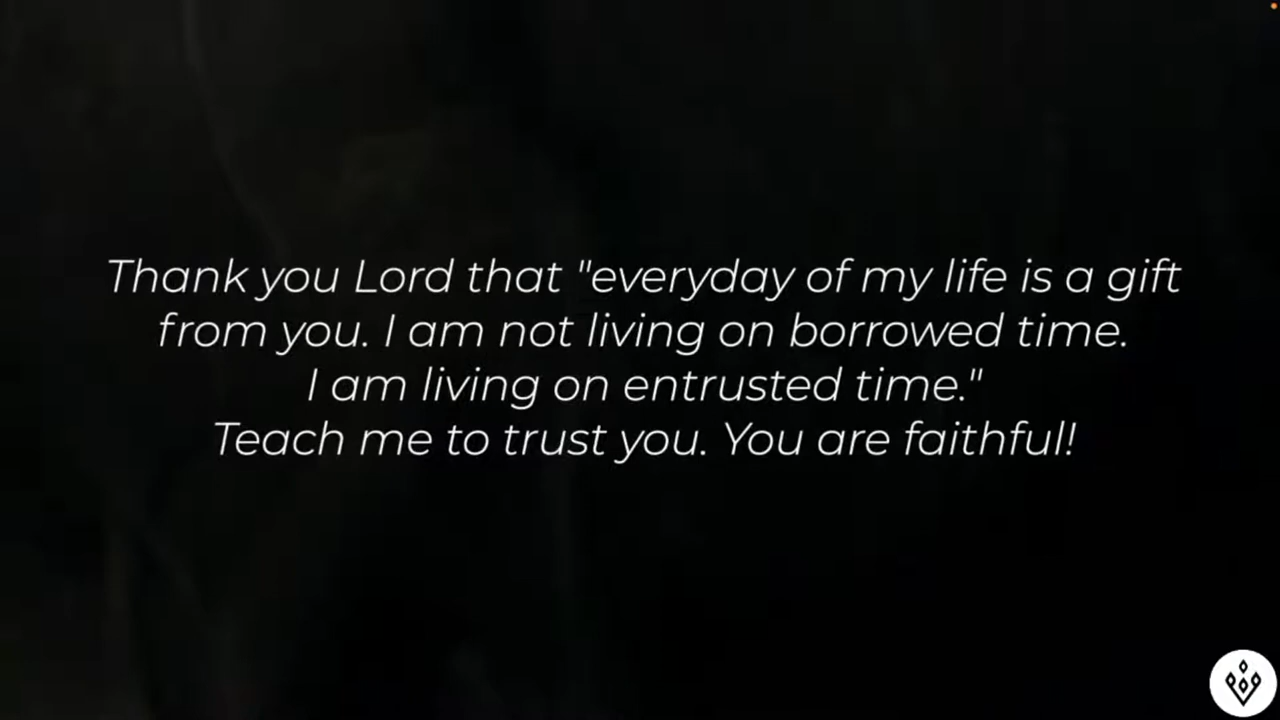 Thank you Lord that "everyday of my life is a gift
from you. I am not living on borrowed time.
I am living on entrusted time."
Teach me to trust you. You are faithful!